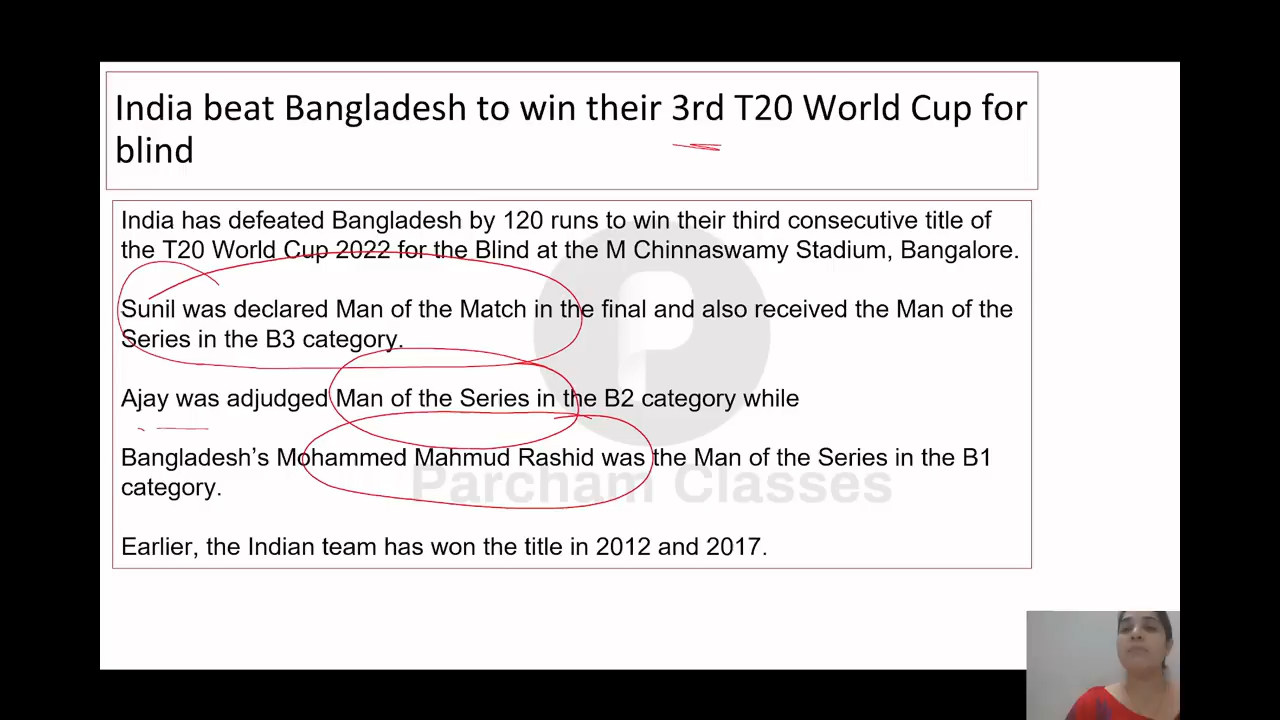 India beat Bangladesh to win their 3rd T20 World Cup for
blind
India has defeated Bangladesh by 120 runs to win their third consecutive title of
the T20 World Cup 2022 for the Blind at the M Chinnaswamy Stadium, Bangalore.
Sunil was declared Man of the Match in the final and also received the Man of the
Series in the B3 category.
Ajay was adjudged Man of the Series in the B2 category while
Bangladesh’s Mohammed Mahmud Rashid was the Man of the Series in the B1
category.
Parcham Classes
Earlier, the Indian team has won the title in 2012 and 2017.